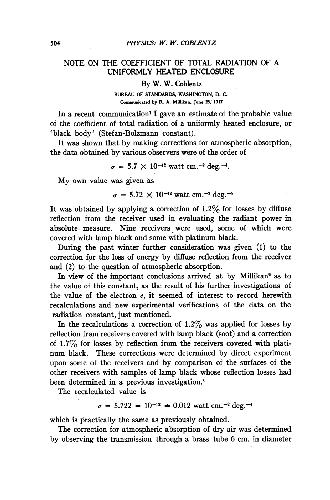 504 PHYSICS: W. W. COBLENTZ
NOTE ON THE COEFFICIENT OF TOTAL RADIATION OF A
UNIFORMLY HEATED ENCLOSURE
By W. W. Coblentz
BUREAU OF STANDARDS, WASHINGTON, D. C.
Communicated by R. A. Millikan, June 25, 1917
In a recent communication¹ I gave an estimate of the probable value
of the coefficient of total radiation of a uniformly heated enclosure, or
'black body' (Stefan-Bolzmann constant).
It was shown that by making corrections for atmospheric absorption,
the data obtained by various observers were of the order of
σ = 5.7 × 10⁻¹² watt cm.⁻² deg.⁻⁴.
My own value was given as
σ = 5.72 × 10⁻¹² watt cm.⁻² deg.⁻⁴
It was obtained by applying a correction of 1.2% for losses by diffuse
reflection from the receiver used in evaluating the radiant power in
absolute measure. Nine receivers were used, some of which were
covered with lamp black and some with platinum black.
During the past winter further consideration was given (1) to the
correction for the loss of energy by diffuse reflection from the receiver
and (2) to the question of atmospheric absorption.
In view of the important conclusions arrived at by Millikan² as to
the value of this constant, as the result of his further investigations of
the value of the electron e, it seemed of interest to record herewith
recalculations and new experimental verifications of the data on the
radiation constant, just mentioned.
In the recalculations a correction of 1.2% was applied for losses by
reflection from receivers covered with lamp black (soot) and a correction
of 1.7% for losses by reflection from the receivers covered with plati-
num black. These corrections were determined by direct experiment
upon some of the receivers and by comparison of the surfaces of the
other receivers with samples of lamp black whose reflection losses had
been determined in a previous investigation.³
The recalculated value is
σ = 5.722 = 10⁻¹² ± 0.012 watt cm.⁻² deg.⁻⁴
which is practically the same as previously obtained.
The correction for atmospheric absorption of dry air was determined
by observing the transmission through a brass tube 6 cm. in diameter